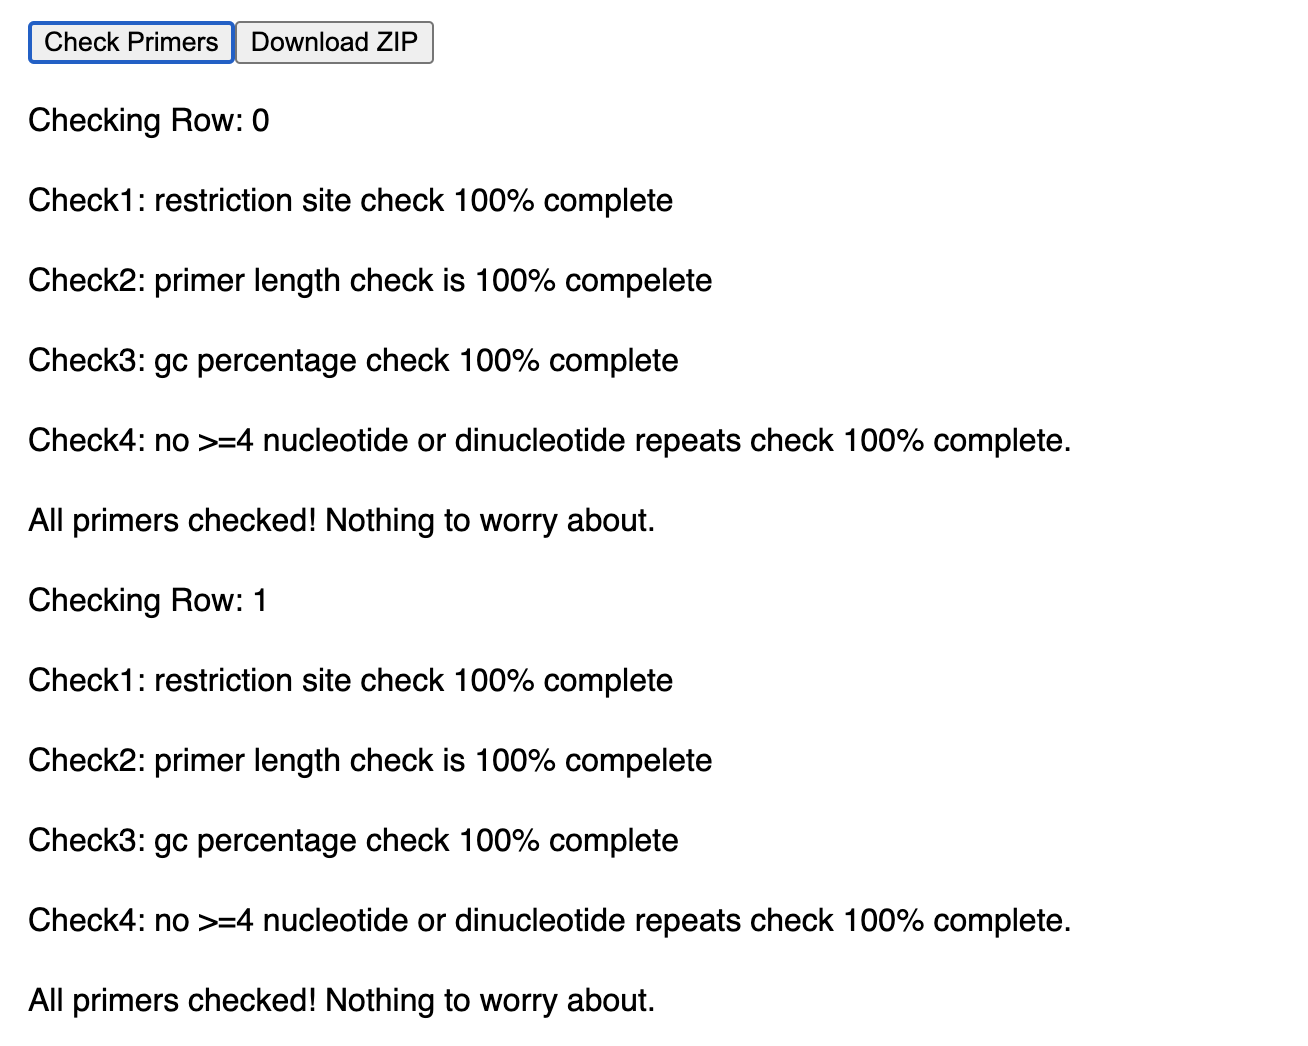 Check Primers Download ZIP
Checking Row: 0
Check1: restriction site check 100% complete
Check2: primer length check is 100% compelete
Check3: gc percentage check 100% complete
Check4: no >=4 nucleotide or dinucleotide repeats check 100% complete.
All primers checked! Nothing to worry about.
Checking Row: 1
Check1: restriction site check 100% complete
Check2: primer length check is 100% compelete
Check3: gc percentage check 100% complete
Check4: no >=4 nucleotide or dinucleotide repeats check 100% complete.
All primers checked! Nothing to worry about.